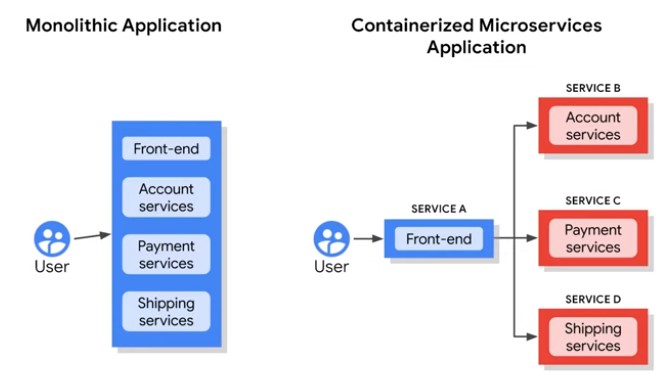 Monolithic Application
Front-end
Account
services
Payment
services
Shipping
services
User
Containerized Microservices
Application
User
SERVICE A
Front-end
SERVICE B
Account
services
SERVICE C
Payment
services
SERVICE D
Shipping
services